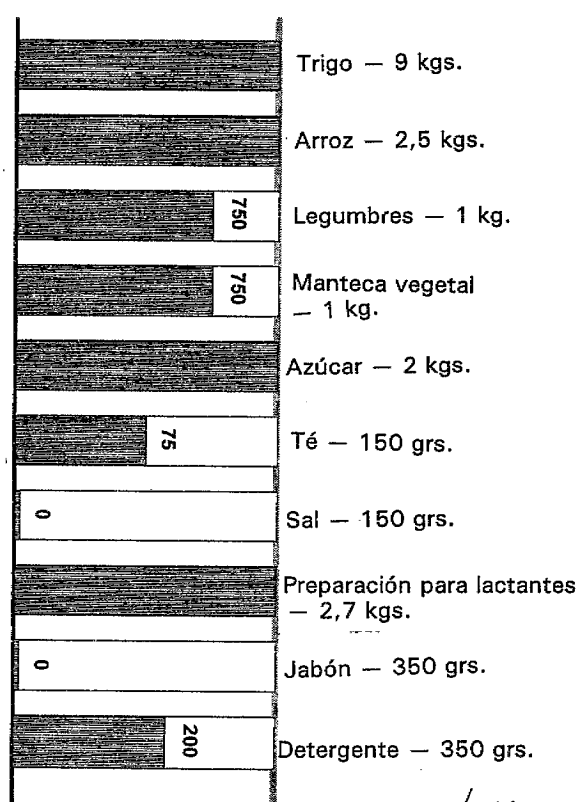 Trigo — 9 kgs.
Arroz — 2,5 kgs.
750
Legumbres — 1 kg.
750
Manteca vegetal
— 1 kg.
Azúcar — 2 kgs.
75
Té — 150 grs.
0
Sal — 150 grs.
Preparación para lactantes
— 2,7 kgs.
0
Jabón — 350 grs.
200
Detergente — 350 grs.